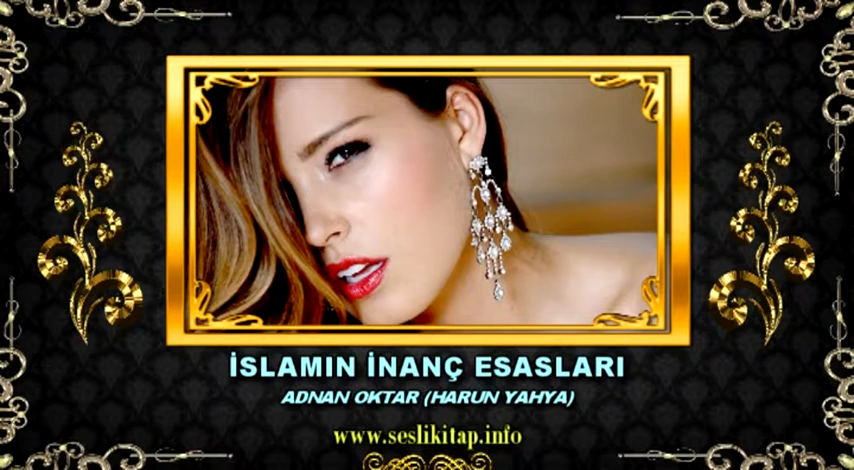 İSLAMIN İNANÇ ESASLARI
ADNAN OKTAR (HARUN YAHYA)
www.seslikitap.info